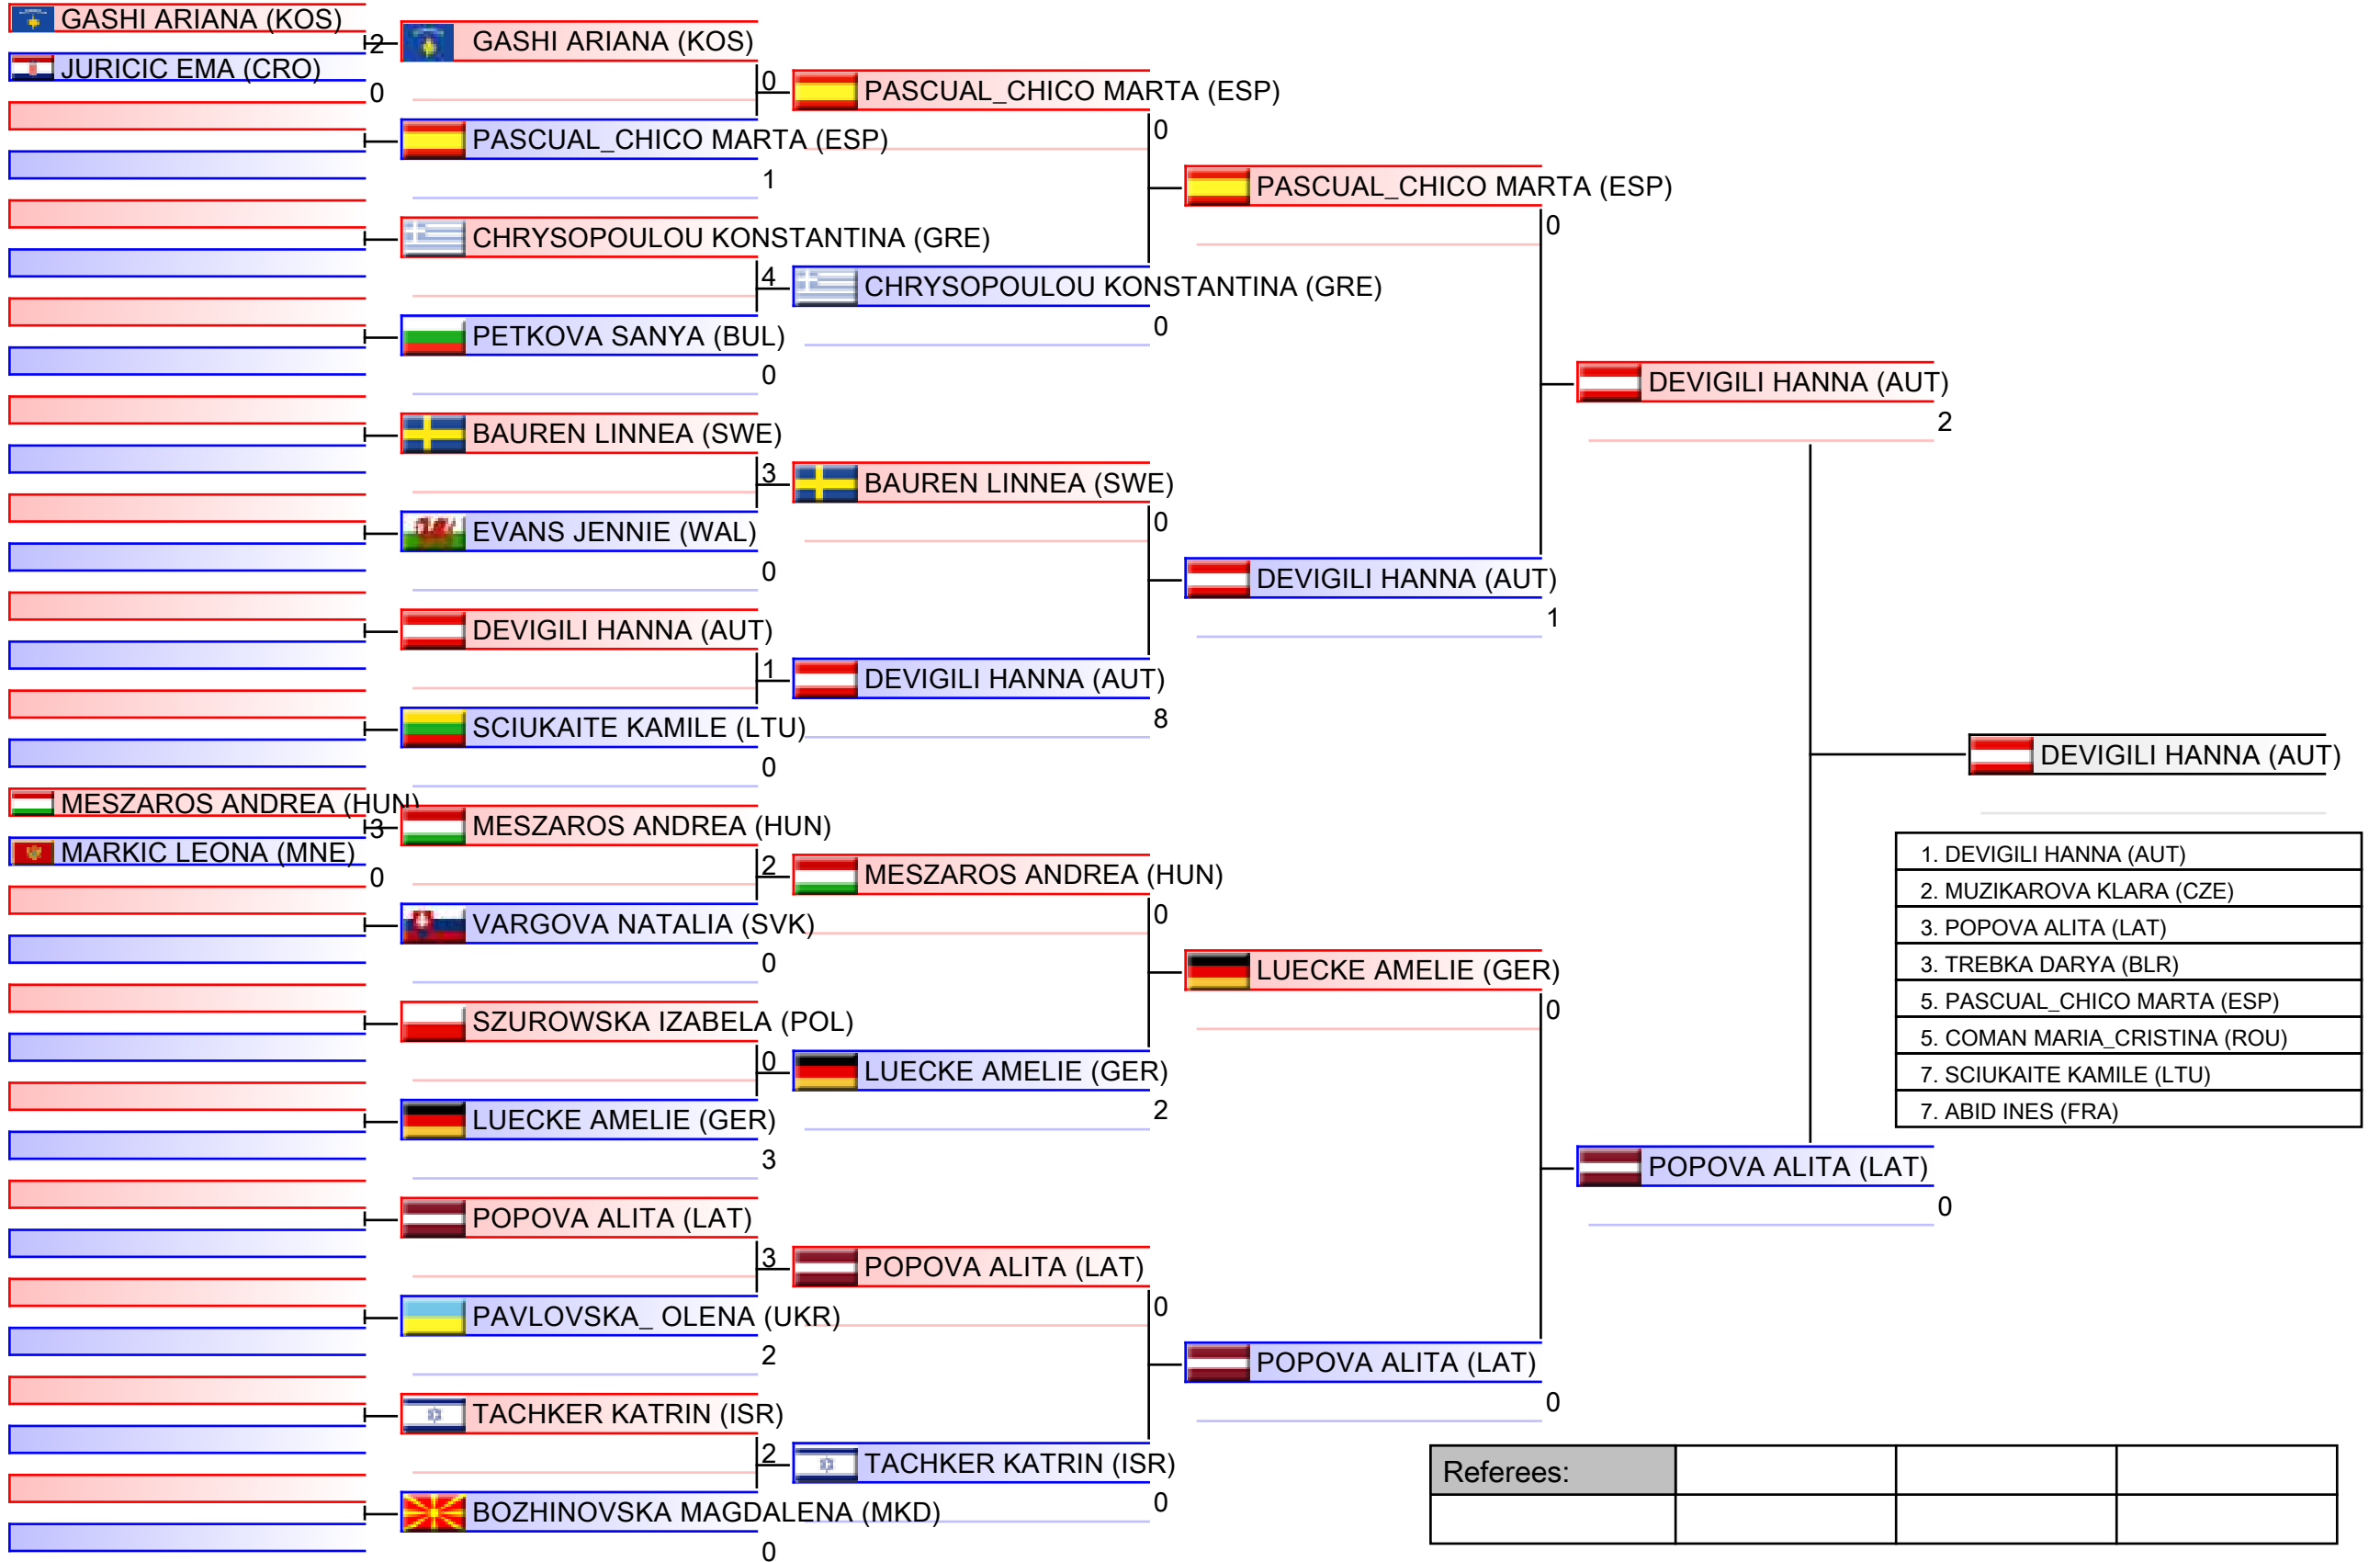 GASHI ARIANA (KOS)
2
JURICIC EMA (CRO)
0
MESZAROS ANDREA (HUN)
3
MARKIC LEONA (MNE)
0
GASHI ARIANA (KOS)
0
PASCUAL_CHICO MARTA (ESP)
1
CHRYSOPOULOU KONSTANTINA (GRE)
4
PETKOVA SANYA (BUL)
0
BAUREN LINNEA (SWE)
3
EVANS JENNIE (WAL)
0
DEVIGILI HANNA (AUT)
1
SCIUKAITE KAMILE (LTU)
0
MESZAROS ANDREA (HUN)
2
VARGOVA NATALIA (SVK)
0
SZUROWSKA IZABELA (POL)
0
LUECKE AMELIE (GER)
3
POPOVA ALITA (LAT)
3
PAVLOVSKA_ OLENA (UKR)
2
TACHKER KATRIN (ISR)
2
BOZHINOVSKA MAGDALENA (MKD)
0
PASCUAL_CHICO MARTA (ESP)
0
CHRYSOPOULOU KONSTANTINA (GRE)
0
BAUREN LINNEA (SWE)
0
DEVIGILI HANNA (AUT)
8
MESZAROS ANDREA (HUN)
0
LUECKE AMELIE (GER)
2
POPOVA ALITA (LAT)
0
TACHKER KATRIN (ISR)
0
PASCUAL_CHICO MARTA (ESP)
0
DEVIGILI HANNA (AUT)
1
LUECKE AMELIE (GER)
0
POPOVA ALITA (LAT)
0
DEVIGILI HANNA (AUT)
2
POPOVA ALITA (LAT)
0
DEVIGILI HANNA (AUT)
1. DEVIGILI HANNA (AUT)
2. MUZIKAROVA KLARA (CZE)
3. POPOVA ALITA (LAT)
3. TREBKA DARYA (BLR)
5. PASCUAL_CHICO MARTA (ESP)
5. COMAN MARIA_CRISTINA (ROU)
7. SCIUKAITE KAMILE (LTU)
7. ABID INES (FRA)
Referees: